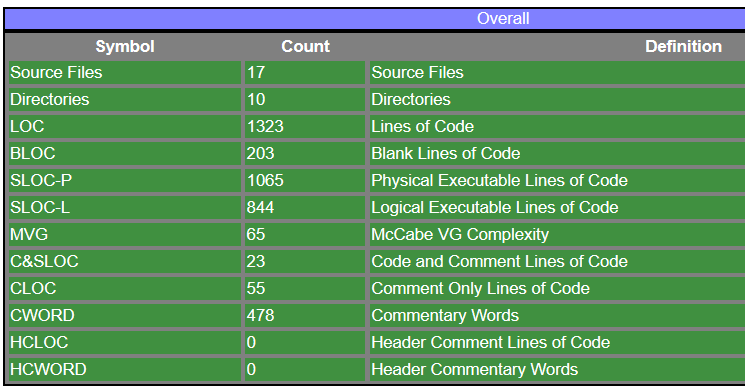 Overall
Symbol Count Definition
Source Files 17 Source Files
Directories 10 Directories
LOC 1323 Lines of Code
BLOC 203 Blank Lines of Code
SLOC-P 1065 Physical Executable Lines of Code
SLOC-L 844 Logical Executable Lines of Code
MVG 65 McCabe VG Complexity
C&SLOC 23 Code and Comment Lines of Code
CLOC 55 Comment Only Lines of Code
CWORD 478 Commentary Words
HCLOC 0 Header Comment Lines of Code
HCWORD 0 Header Commentary Words